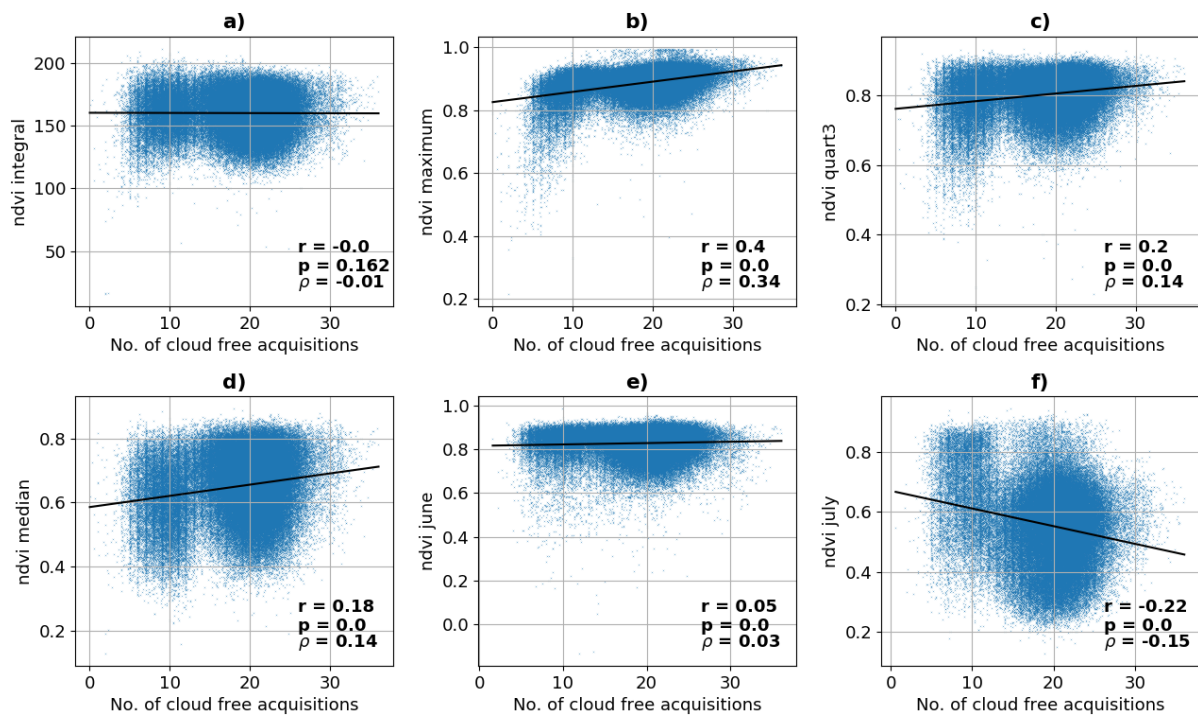 a)
200
150
100
50
0
10
20
30
ndvi integral
No. of cloud free acquisitions
r = -0.0
p = 0.162
ρ = -0.01
b)
1.0
0.8
0.6
0.4
0.2
0
10
20
30
ndvi maximum
No. of cloud free acquisitions
r = 0.4
p = 0.0
ρ = 0.34
c)
0.8
0.6
0.4
0.2
0
10
20
30
ndvi quart3
No. of cloud free acquisitions
r = 0.2
p = 0.0
ρ = 0.14
d)
0.8
0.6
0.4
0.2
0
10
20
30
ndvi median
No. of cloud free acquisitions
r = 0.18
p = 0.0
ρ = 0.14
e)
1.0
0.8
0.6
0.4
0.2
0.0
0
10
20
30
ndvi june
No. of cloud free acquisitions
r = 0.05
p = 0.0
ρ = 0.03
f)
0.8
0.6
0.4
0.2
0
10
20
30
ndvi july
No. of cloud free acquisitions
r = -0.22
p = 0.0
ρ = -0.15